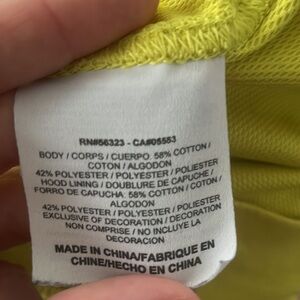 RN#56323 - CA#05553
BODY / CORPS / CUERPO: 58% COTTON /
COTON / ALGODON
42% POLYESTER / POLYESTER / POLIESTER
HOOD LINING / DOUBLURE DE CAPUCHE /
FORRO DE CAPUCHA: 58% COTTON / COTON /
ALGODON
42% POLYESTER / POLYESTER / POLIESTER
EXCLUSIVE OF DECORATION / DECORATION
NON COMPRISE / NO INCLUYE LA
DECORACION
MADE IN CHINA/FABRIQUE EN
CHINE/HECHO EN CHINA